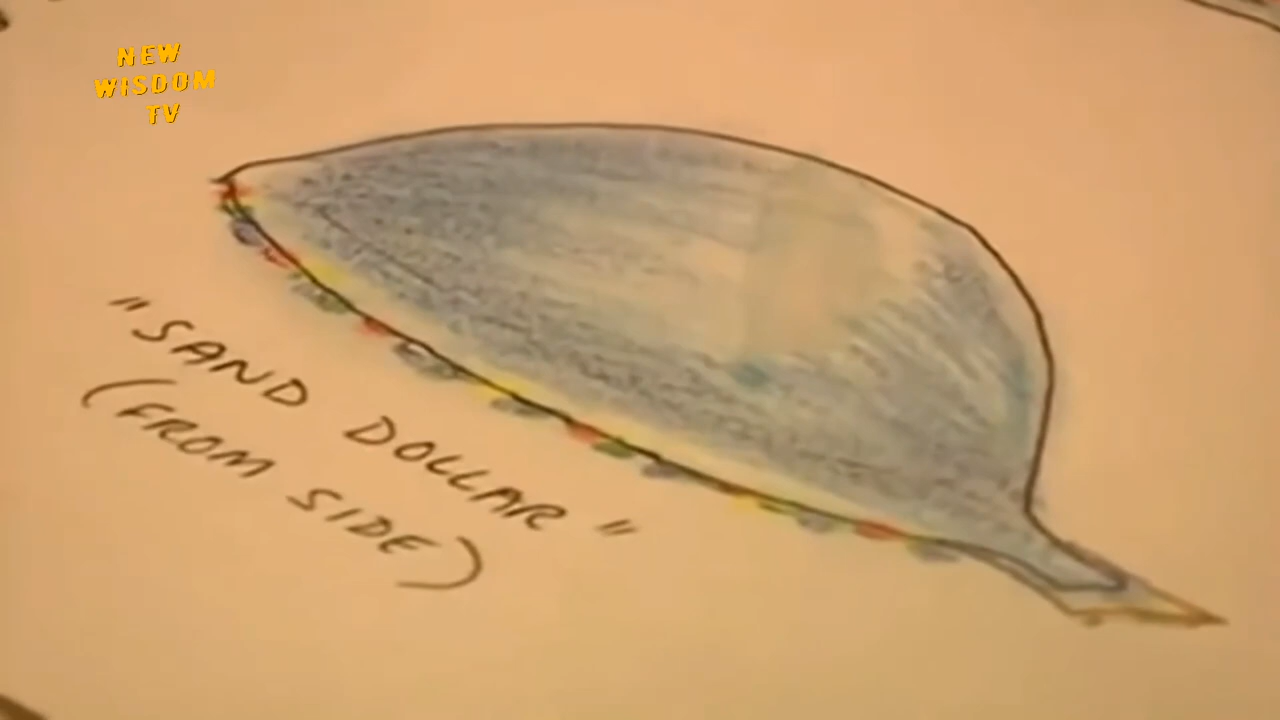 NEW
WISDOM
TV
"SAND DOLLAR"
(FROM SIDE)